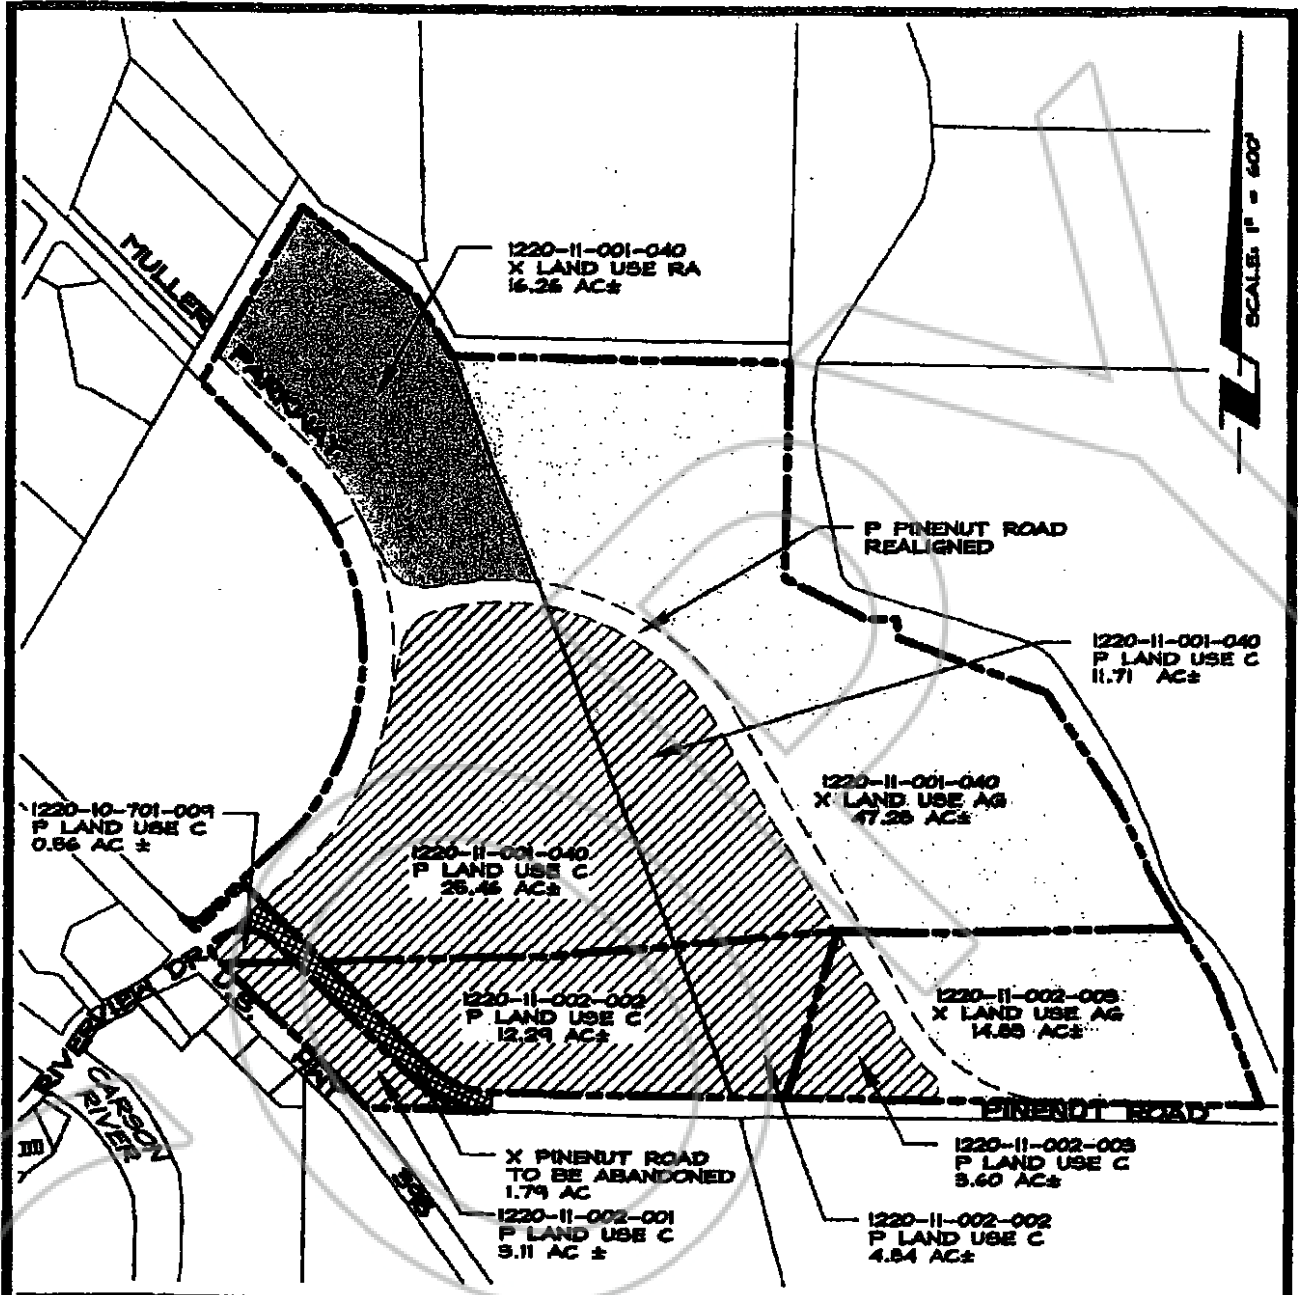 SCALE: 1" = 600'
MULLER
PARKWAY
1220-11-001-040
X LAND USE RA
16.26 AC±
P PINENUT ROAD
REALIGNED
1220-11-001-040
P LAND USE C
11.71 AC±
1220-11-001-040
X LAND USE AG
47.28 AC±
1220-10-701-009
P LAND USE C
0.86 AC ±
1220-11-001-040
P LAND USE C
25.46 AC±
RIVERVIEW DR.
U.S.
HWY
395
CARSON
RIVER
1220-11-002-002
P LAND USE C
12.29 AC±
1220-11-002-003
X LAND USE AG
14.88 AC±
PINENUT ROAD
X PINENUT ROAD
TO BE ABANDONED
1.79 AC
1220-11-002-001
P LAND USE C
3.11 AC ±
1220-11-002-003
P LAND USE C
3.60 AC±
1220-11-002-002
P LAND USE C
4.84 AC±